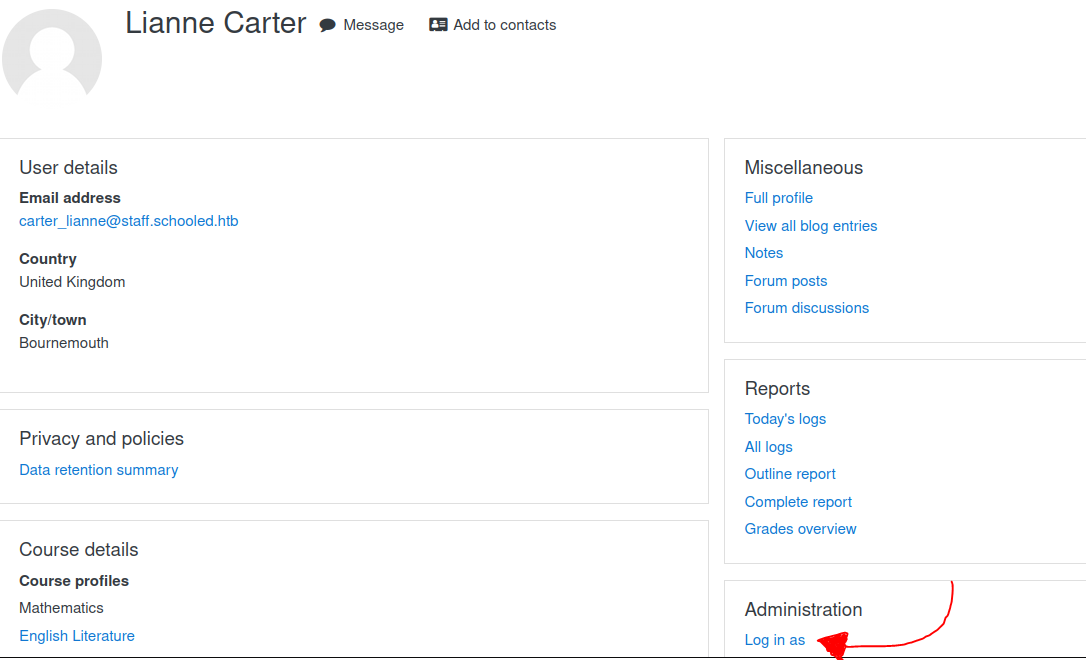 Lianne Carter Message Add to contacts
User details
Email address
carter_lianne@staff.schooled.htb
Country
United Kingdom
City/town
Bournemouth
Privacy and policies
Data retention summary
Course details
Course profiles
Mathematics
English Literature
Miscellaneous
Full profile
View all blog entries
Notes
Forum posts
Forum discussions
Reports
Today's logs
All logs
Outline report
Complete report
Grades overview
Administration
Log in as